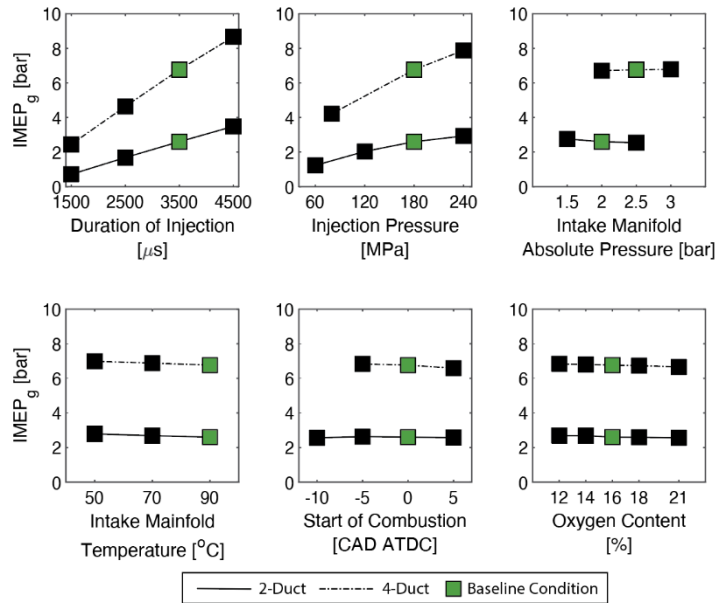 IMEPg [bar]
10
8
6
4
2
0
1500 2500 3500 4500
Duration of Injection
[μs]
10
8
6
4
2
0
60 120 180 240
Injection Pressure
[MPa]
10
8
6
4
2
0
1.5 2 2.5 3
Intake Manifold
Absolute Pressure [bar]
IMEPg [bar]
10
8
6
4
2
0
50 70 90
Intake Mainfold
Temperature [°C]
10
8
6
4
2
0
-10 -5 0 5
Start of Combustion
[CAD ATDC]
10
8
6
4
2
0
12 14 16 18 21
Oxygen Content
[%]
2-Duct 4-Duct Baseline Condition